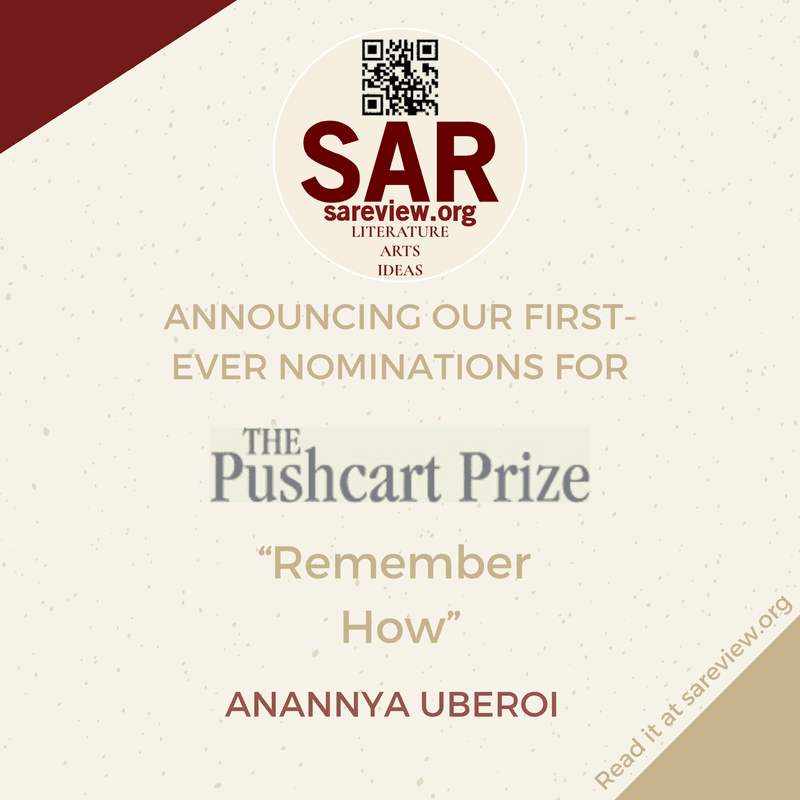 SAR
sareview.org
LITERATURE
ARTS
IDEAS
ANNOUNCING OUR FIRST-
EVER NOMINATIONS FOR
THE
Pushcart Prize
“Remember
How”
ANANNYA UBEROI
Read it at sareview.org